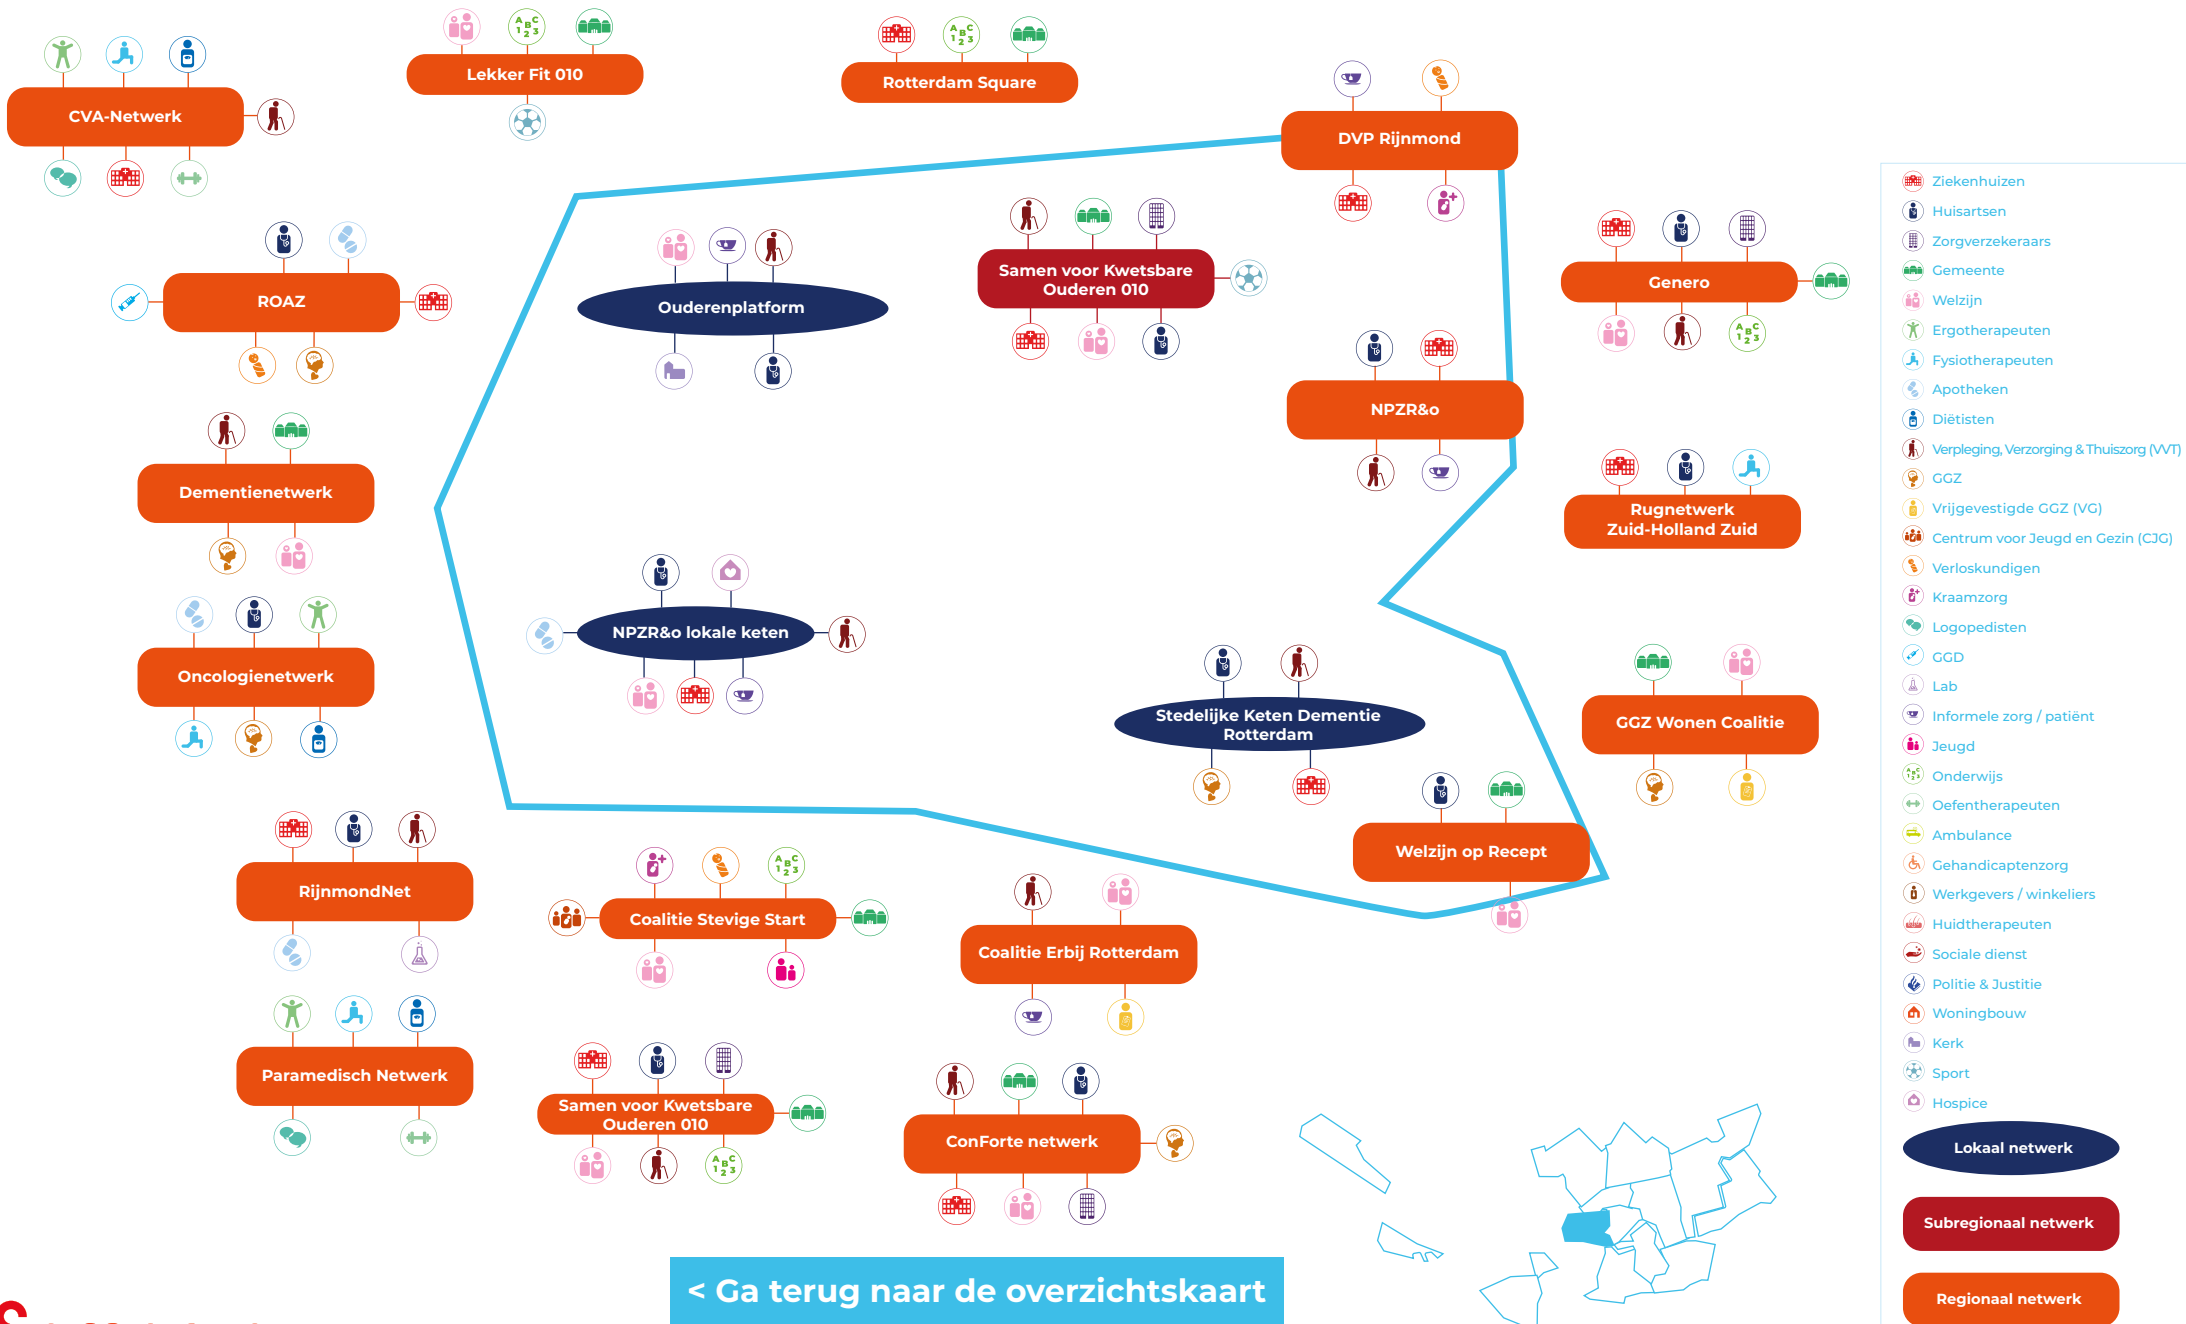 Lekker Fit 010
Rotterdam Square
CVA-Netwerk
DVP Rijnmond
Ziekenhuizen
Huisartsen
Zorgverzekeraars
Gemeente
Welzijn
Ergotherapeuten
Fysiotherapeuten
Apotheken
Diëtisten
Verpleging, Verzorging & Thuiszorg (VVT)
GGZ
Vrijgevestigde GGZ (VG)
Centrum voor Jeugd en Gezin (CJG)
Verloskundigen
Kraamzorg
Logopedisten
GGD
Lab
Informele zorg / patiënt
Jeugd
Onderwijs
Oefentherapeuten
Ambulance
Gehandicaptenzorg
Werkgevers / winkeliers
Huidtherapeuten
Sociale dienst
Politie & Justitie
Woningbouw
Kerk
Sport
Hospice
Lokaal netwerk
Subregionaal netwerk
Regionaal netwerk
ROAZ
Ouderenplatform
Samen voor Kwetsbare
Ouderen 010
Genero
NPZR&o
Dementienetwerk
Rugnetwerk
Zuid-Holland Zuid
NPZR&o lokale keten
Oncologienetwerk
Stedelijke Keten Dementie
Rotterdam
GGZ Wonen Coalitie
Welzijn op Recept
RijnmondNet
Coalitie Stevige Start
Coalitie Erbij Rotterdam
Paramedisch Netwerk
Samen voor Kwetsbare
Ouderen 010
ConForte netwerk
< Ga terug naar de overzichtskaart